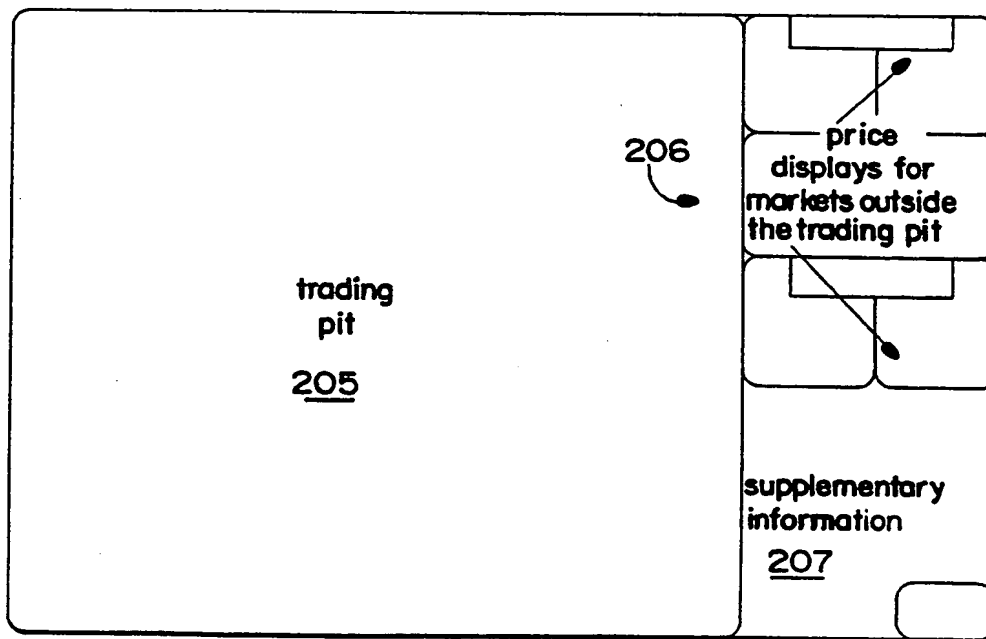 206
trading
pit
205
price
displays for
markets outside
the trading pit
supplementary
information
207